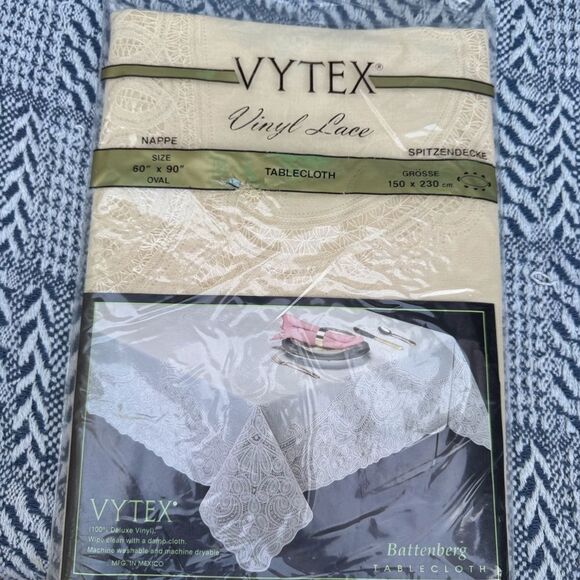 VYTEX®
Vinyl Lace
NAPPE
SPITZENDECKE
SIZE
60" x 90"
OVAL
TABLECLOTH
GRÖSSE
150 x 230 cm
VYTEX®
(100% Deluxe Vinyl).
Wipe clean with a damp cloth.
Machine washable and machine dryable
MFG. IN MEXICO
Battenberg
TABLECLOTH